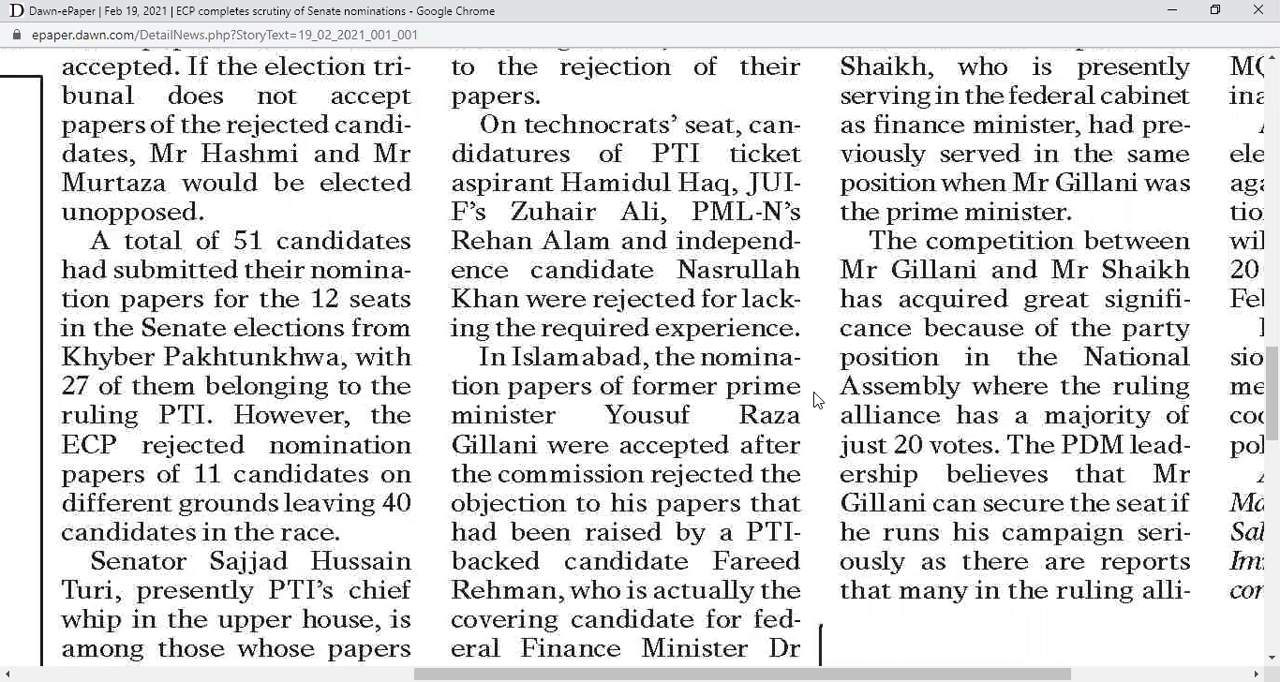 Dawn-ePaper | Feb 19, 2021 | ECP completes scrutiny of Senate nominations - Google Chrome
epaper.dawn.com/DetailNews.php?StoryText=19_02_2021_001_001
accepted. If the election tri-
bunal does not accept
papers of the rejected candi-
dates, Mr Hashmi and Mr
Murtaza would be elected
unopposed.
A total of 51 candidates
had submitted their nomina-
tion papers for the 12 seats
in the Senate elections from
Khyber Pakhtunkhwa, with
27 of them belonging to the
ruling PTI. However, the
ECP rejected nomination
papers of 11 candidates on
different grounds leaving 40
candidates in the race.
Senator Sajjad Hussain
Turi, presently PTI's chief
whip in the upper house, is
among those whose papers
to the rejection of their
papers.
On technocrats' seat, can-
didatures of PTI ticket
aspirant Hamidul Haq, JUI-
F's Zuhair Ali, PML-N's
Rehan Alam and independ-
ence candidate Nasrullah
Khan were rejected for lack-
ing the required experience.
In Islamabad, the nomina-
tion papers of former prime
minister Yousuf Raza
Gillani were accepted after
the commission rejected the
objection to his papers that
had been raised by a PTI-
backed candidate Fareed
Rehman, who is actually the
covering candidate for fed-
eral Finance Minister Dr
Shaikh, who is presently
serving in the federal cabinet
as finance minister, had pre-
viously served in the same
position when Mr Gillani was
the prime minister.
The competition between
Mr Gillani and Mr Shaikh
has acquired great signifi-
cance because of the party
position in the National
Assembly where the ruling
alliance has a majority of
just 20 votes. The PDM lead-
ership believes that Mr
Gillani can secure the seat if
he runs his campaign seri-
ously as there are reports
that many in the ruling alli-
ina
ele
aga
tio
wil
20
sio
me
pol